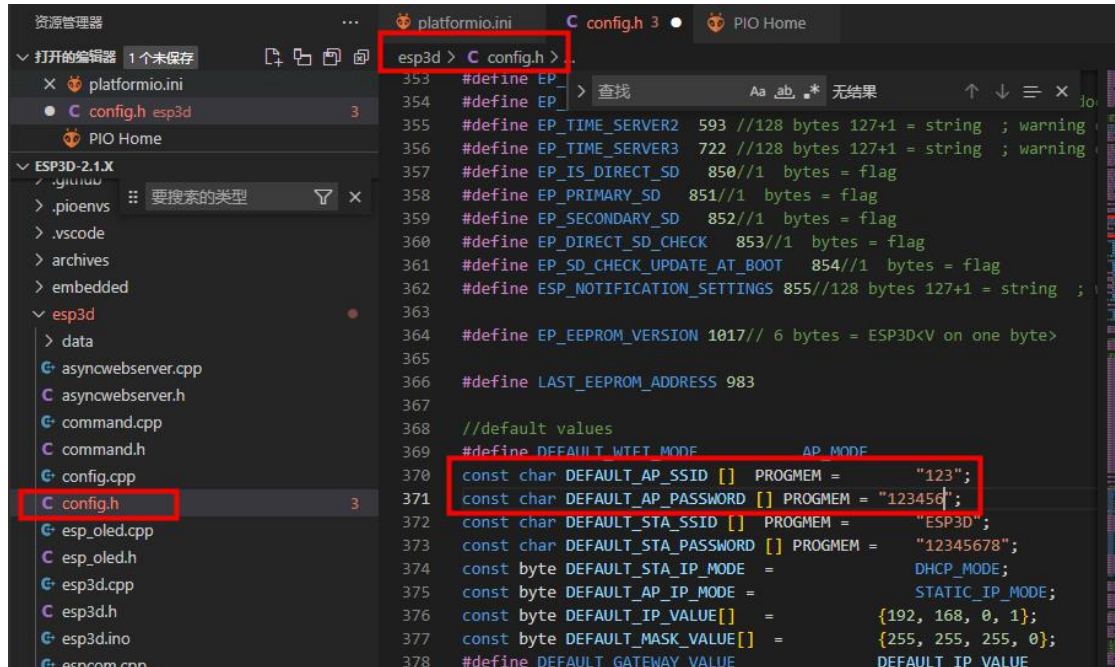 资源管理器 ...
打开的编辑器 1 个未保存
platformio.ini
config.h esp3d 3
PIO Home
ESP3D-2.1.X
.github
要搜索的类型
.pioenvs
.vscode
archives
embedded
esp3d
data
asyncwebserver.cpp
asyncwebserver.h
command.cpp
command.h
config.cpp
config.h 3
esp_oled.cpp
esp_oled.h
esp3d.cpp
esp3d.h
esp3d.ino
espcom.cpp
platformio.ini
config.h 3
PIO Home
esp3d > config.h > ...
查找 Aa ab .* 无结果
353 #define EP_
354 #define EP_
355 #define EP_TIME_SERVER2 593 //128 bytes 127+1 = string ; warning
356 #define EP_TIME_SERVER3 722 //128 bytes 127+1 = string ; warning
357 #define EP_IS_DIRECT_SD 850//1 bytes = flag
358 #define EP_PRIMARY_SD 851//1 bytes = flag
359 #define EP_SECONDARY_SD 852//1 bytes = flag
360 #define EP_DIRECT_SD_CHECK 853//1 bytes = flag
361 #define EP_SD_CHECK_UPDATE_AT_BOOT 854//1 bytes = flag
362 #define ESP_NOTIFICATION_SETTINGS 855//128 bytes 127+1 = string ;
363
364 #define EP_EEPROM_VERSION 1017// 6 bytes = ESP3D<V on one byte>
365
366 #define LAST_EEPROM_ADDRESS 983
367
368 //default values
369 #define DEFAULT_WIFI_MODE AP_MODE
370 const char DEFAULT_AP_SSID [] PROGMEM = "123";
371 const char DEFAULT_AP_PASSWORD [] PROGMEM = "123456";
372 const char DEFAULT_STA_SSID [] PROGMEM = "ESP3D";
373 const char DEFAULT_STA_PASSWORD [] PROGMEM = "12345678";
374 const byte DEFAULT_STA_IP_MODE = DHCP_MODE;
375 const byte DEFAULT_AP_IP_MODE = STATIC_IP_MODE;
376 const byte DEFAULT_IP_VALUE[] = {192, 168, 0, 1};
377 const byte DEFAULT_MASK_VALUE[] = {255, 255, 255, 0};
378 #define DEFAULT_GATEWAY_VALUE DEFAULT_IP_VALUE